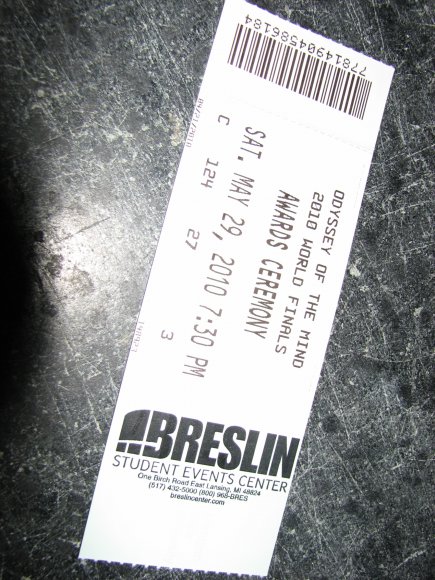 77814904586184
ODYSSEY OF THE MIND
2010 WORLD FINALS
AWARDS CEREMONY
SAT. MAY 29, 2010 7:30 PM
C 124 27 3
BRESLIN
STUDENT EVENTS CENTER
One Birch Road East Lansing, MI 48824
(517) 432-5000 (800) 968-BRES
breslincenter.com